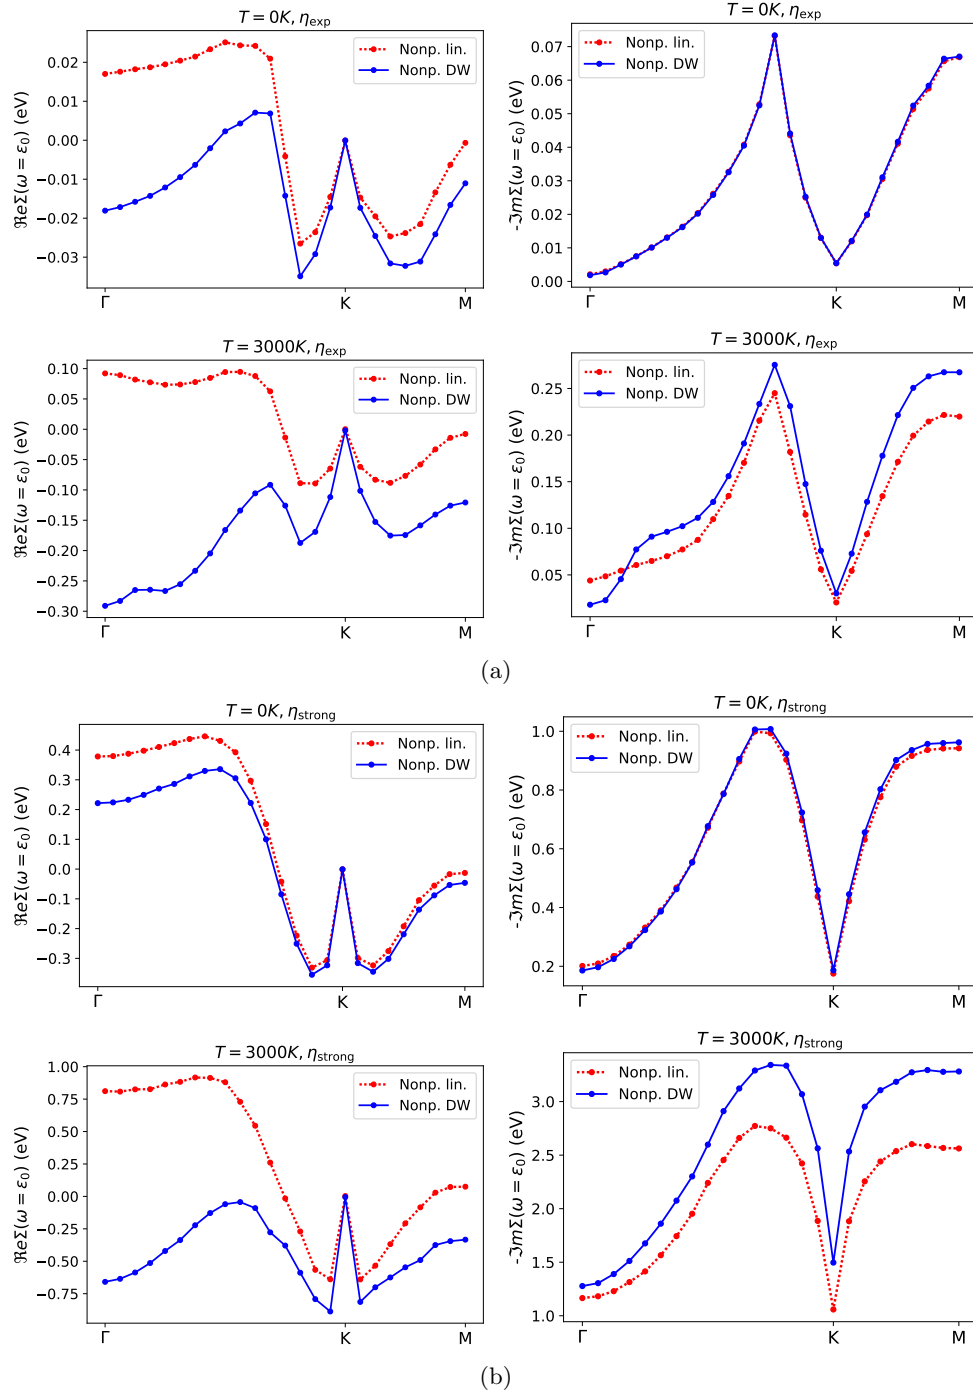 T = 0K, η_exp
ℜeΣ(ω = ε₀) (eV)
0.02
0.01
0.00
−0.01
−0.02
−0.03
Nonp. lin.
Nonp. DW
Γ
K
M
T = 0K, η_exp
-ℑmΣ(ω = ε₀) (eV)
0.07
0.06
0.05
0.04
0.03
0.02
0.01
0.00
Nonp. lin.
Nonp. DW
Γ
K
M
T = 3000K, η_exp
ℜeΣ(ω = ε₀) (eV)
0.10
0.05
0.00
−0.05
−0.10
−0.15
−0.20
−0.25
−0.30
Nonp. lin.
Nonp. DW
Γ
K
M
T = 3000K, η_exp
-ℑmΣ(ω = ε₀) (eV)
0.25
0.20
0.15
0.10
0.05
Nonp. lin.
Nonp. DW
Γ
K
M
(a)
T = 0K, η_strong
ℜeΣ(ω = ε₀) (eV)
0.4
0.3
0.2
0.1
0.0
−0.1
−0.2
−0.3
Nonp. lin.
Nonp. DW
Γ
K
M
T = 0K, η_strong
-ℑmΣ(ω = ε₀) (eV)
1.0
0.8
0.6
0.4
0.2
Nonp. lin.
Nonp. DW
Γ
K
M
T = 3000K, η_strong
ℜeΣ(ω = ε₀) (eV)
1.00
0.75
0.50
0.25
0.00
−0.25
−0.50
−0.75
Nonp. lin.
Nonp. DW
Γ
K
M
T = 3000K, η_strong
-ℑmΣ(ω = ε₀) (eV)
3.0
2.5
2.0
1.5
1.0
Nonp. lin.
Nonp. DW
Γ
K
M
(b)